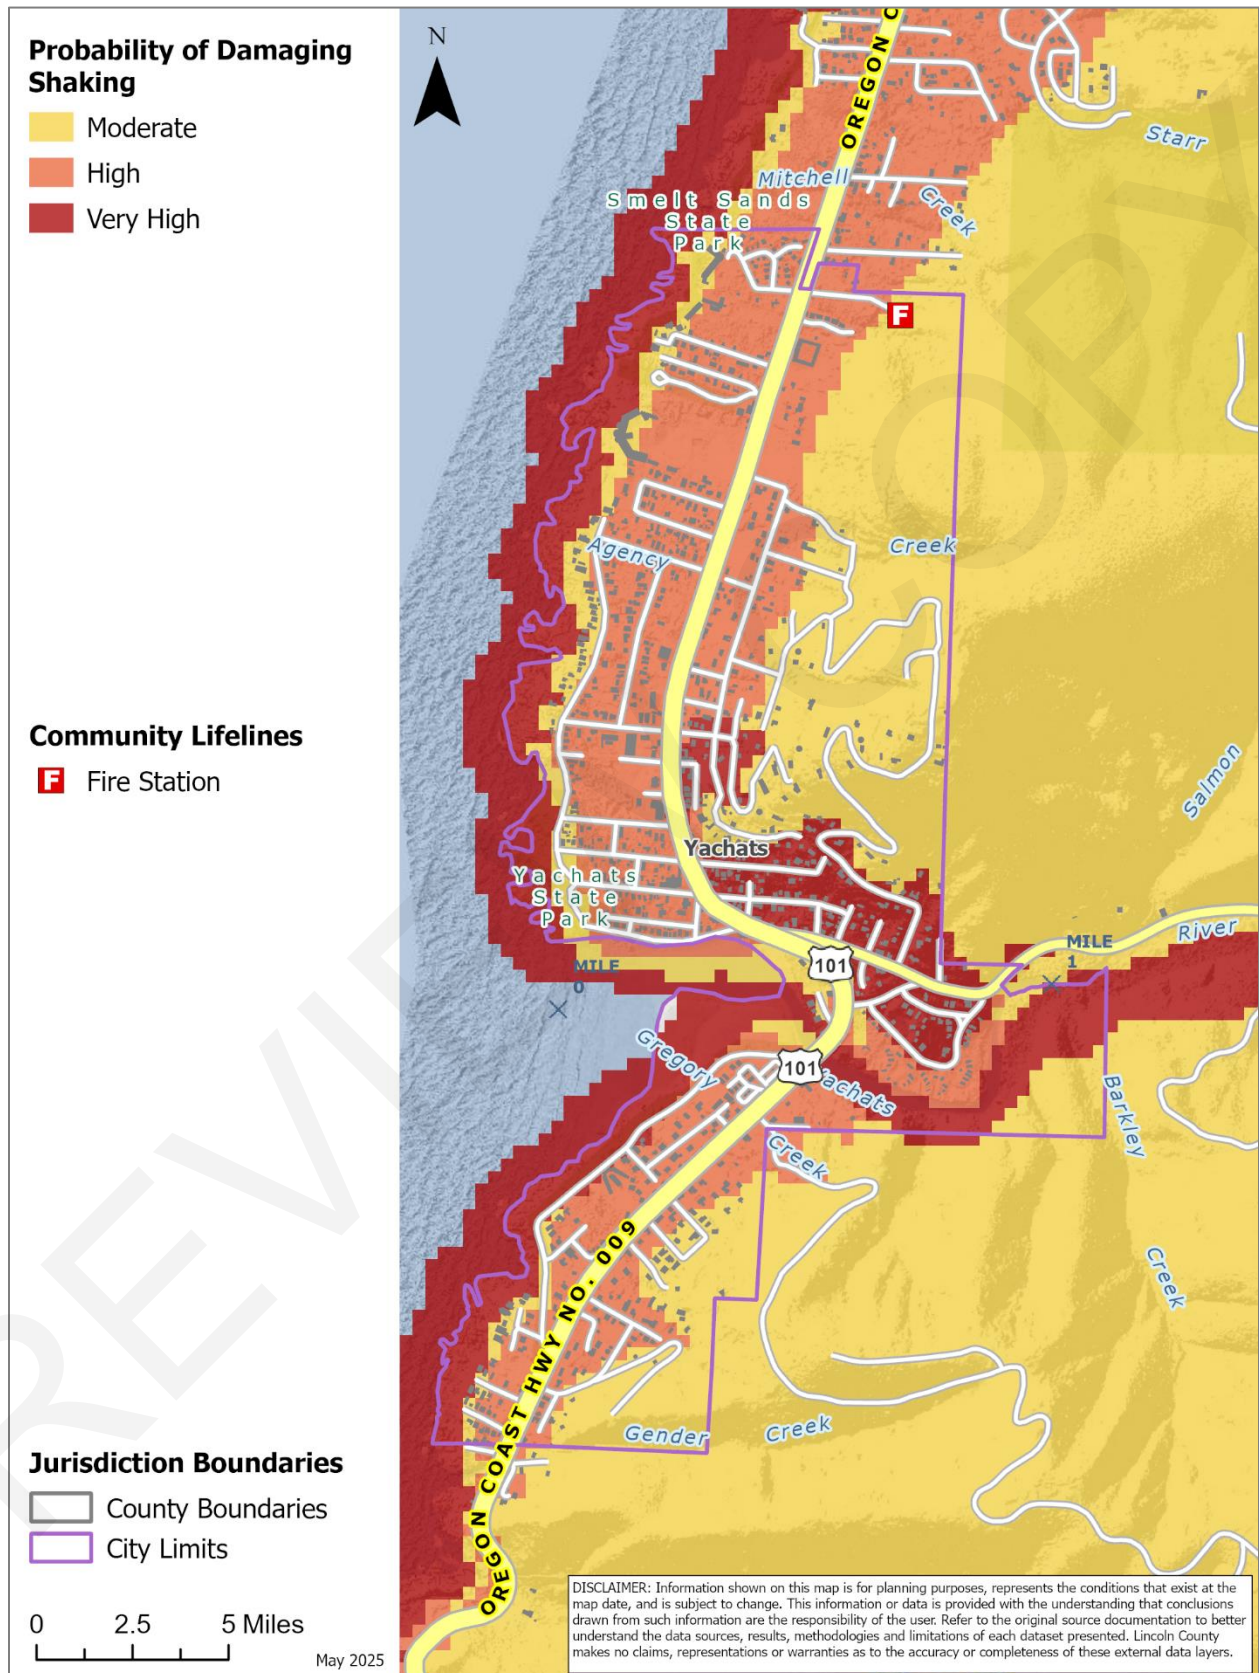 Probability of Damaging
Shaking
Moderate
High
Very High
Community Lifelines
F Fire Station
Jurisdiction Boundaries
County Boundaries
City Limits
0 2.5 5 Miles
May 2025
N
OREGON C
Starr
Mitchell
Creek
Smelt Sands
State
Park
F
Agency
Creek
Salmon
Yachats
Yachats
State
Park
MILE
0
101
MILE
1
River
Gregory
101
Yachats
Creek
Barkley
Creek
OREGON COAST HWY NO. 009
Gender
Creek
DISCLAIMER: Information shown on this map is for planning purposes, represents the conditions that exist at the
map date, and is subject to change. This information or data is provided with the understanding that conclusions
drawn from such information are the responsibility of the user. Refer to the original source documentation to better
understand the data sources, results, methodologies and limitations of each dataset presented. Lincoln County
makes no claims, representations or warranties as to the accuracy or completeness of these external data layers.
REVIEW COPY